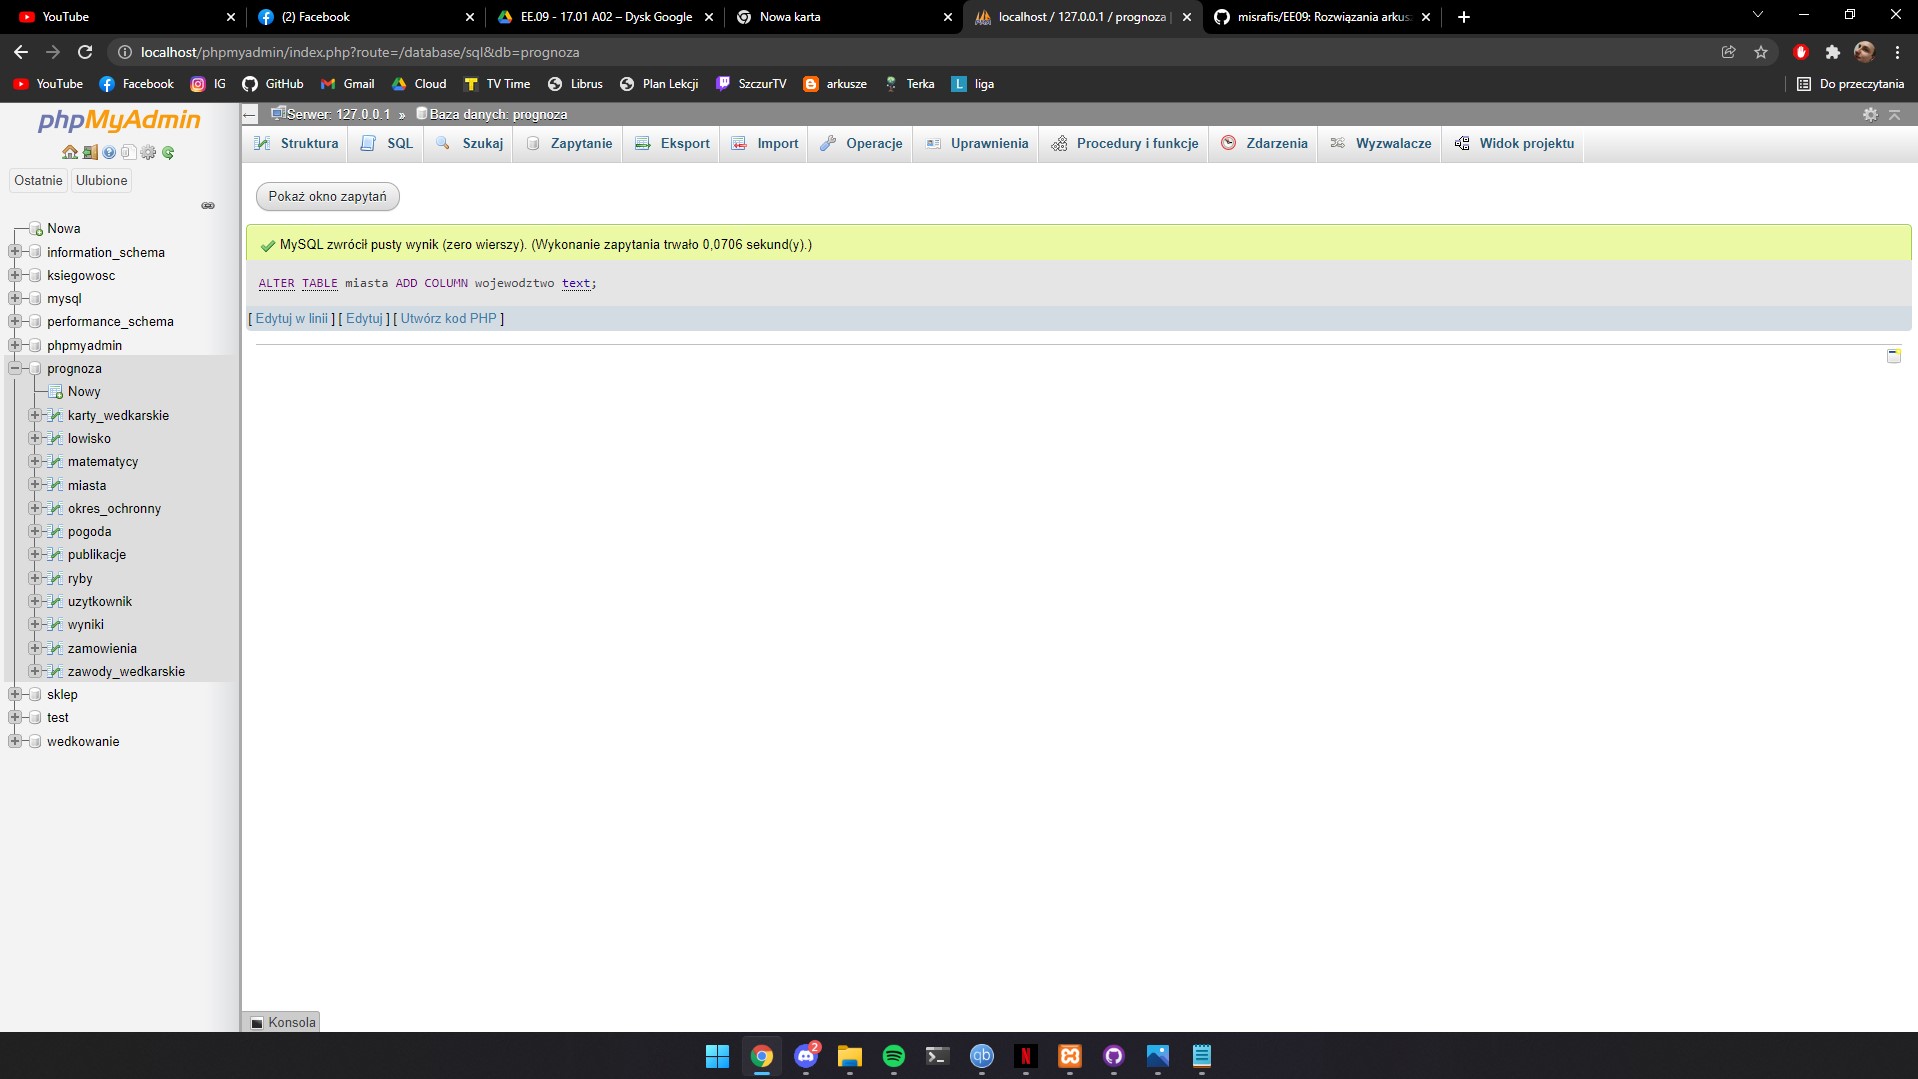 YouTube
(2) Facebook
EE.09 - 17.01 A02 – Dysk Google
Nowa karta
localhost / 127.0.0.1 / prognoza |
misrafis/EE09: Rozwiązania arkus
localhost/phpmyadmin/index.php?route=/database/sql&db=prognoza
YouTube
Facebook
IG
GitHub
Gmail
Cloud
TV Time
Librus
Plan Lekcji
SzczurTV
arkusze
Terka
L liga
Do przeczytania
phpMyAdmin
Ostatnie
Ulubione
Nowa
information_schema
ksiegowosc
mysql
performance_schema
phpmyadmin
prognoza
Nowy
karty_wedkarskie
lowisko
matematycy
miasta
okres_ochronny
pogoda
publikacje
ryby
uzytkownik
wyniki
zamowienia
zawody_wedkarskie
sklep
test
wedkowanie
Serwer: 127.0.0.1 » Baza danych: prognoza
Struktura
SQL
Szukaj
Zapytanie
Eksport
Import
Operacje
Uprawnienia
Procedury i funkcje
Zdarzenia
Wyzwalacze
Widok projektu
Pokaż okno zapytań
MySQL zwrócił pusty wynik (zero wierszy). (Wykonanie zapytania trwało 0,0706 sekund(y).)
ALTER TABLE miasta ADD COLUMN wojewodztwo text;
[ Edytuj w linii ] [ Edytuj ] [ Utwórz kod PHP ]
Konsola
2
qb
N